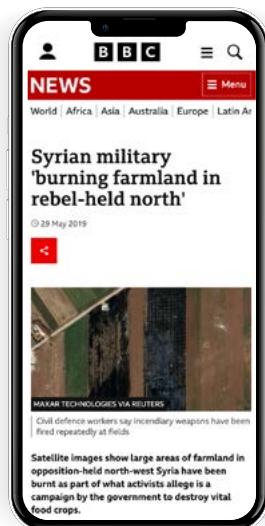 BBC
NEWS
Menu
World Africa Asia Australia Europe Latin Am
Syrian military
'burning farmland in
rebel-held north'
29 May 2019
MAXAR TECHNOLOGIES VIA REUTERS
Civil defence workers say incendiary weapons have been
fired repeatedly at fields
Satellite images show large areas of farmland in
opposition-held north-west Syria have been
burnt as part of what activists allege is a
campaign by the government to destroy vital
food crops.